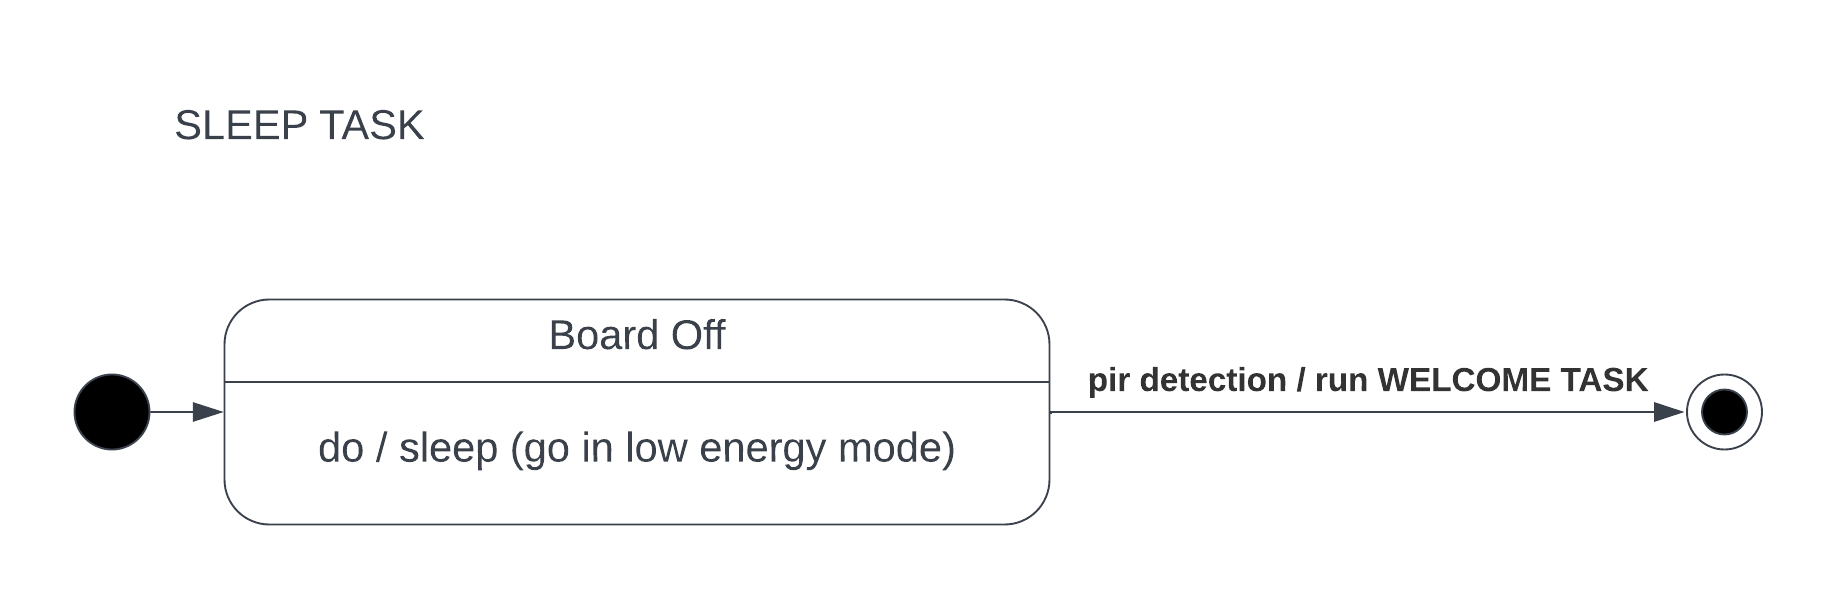 SLEEP TASK
Board Off
do / sleep (go in low energy mode)
pir detection / run WELCOME TASK